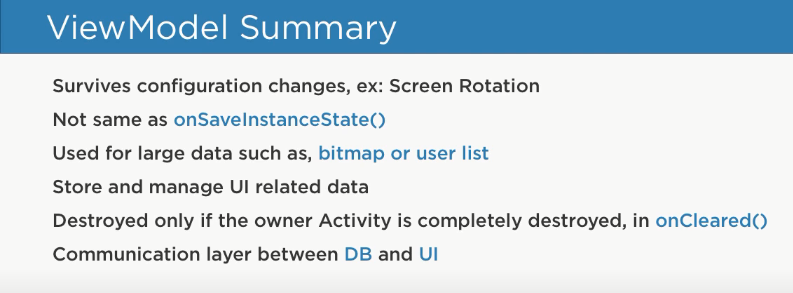 ViewModel Summary
Survives configuration changes, ex: Screen Rotation
Not same as onSaveInstanceState()
Used for large data such as, bitmap or user list
Store and manage UI related data
Destroyed only if the owner Activity is completely destroyed, in onCleared()
Communication layer between DB and UI